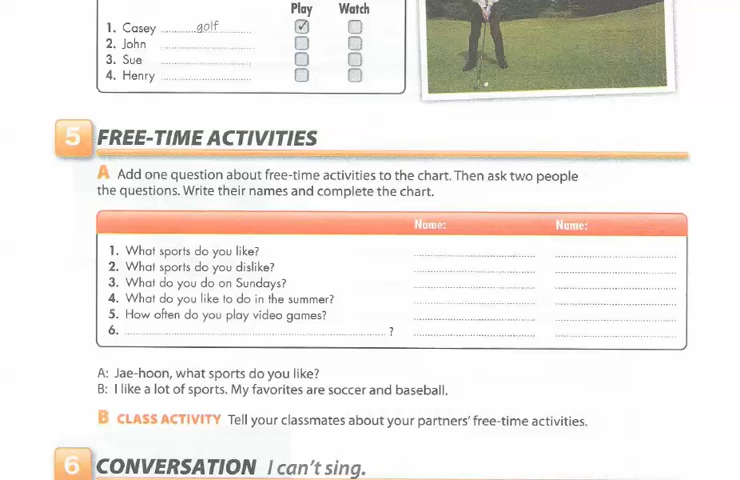 Play Watch
1. Casey golf
2. John
3. Sue
4. Henry
5 FREE-TIME ACTIVITIES
A Add one question about free-time activities to the chart. Then ask two people
the questions. Write their names and complete the chart.
Name: Name:
1. What sports do you like?
2. What sports do you dislike?
3. What do you do on Sundays?
4. What do you like to do in the summer?
5. How often do you play video games?
6. ?
A: Jae-hoon, what sports do you like?
B: I like a lot of sports. My favorites are soccer and baseball.
B CLASS ACTIVITY Tell your classmates about your partners' free-time activities.
6 CONVERSATION I can't sing.